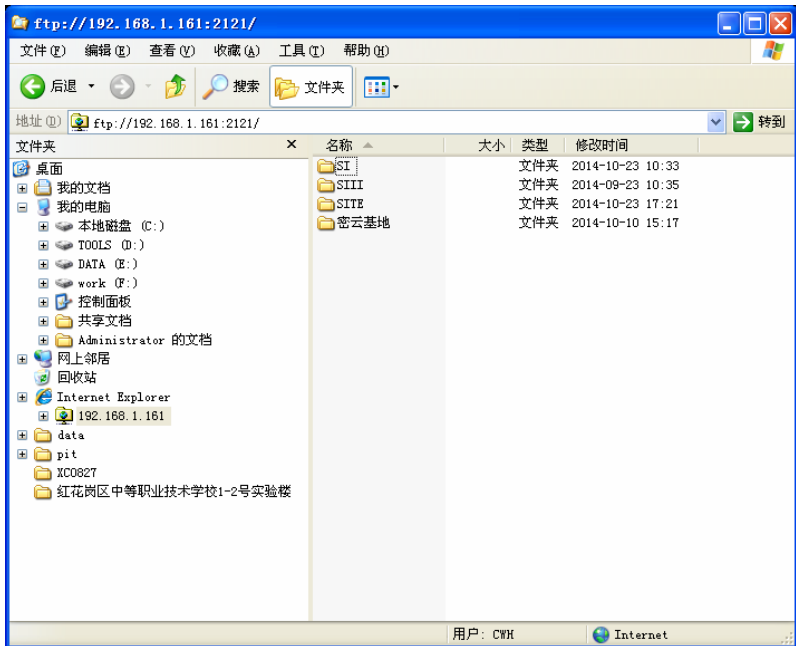 ftp://192.168.1.161:2121/
文件(F) 编辑(E) 查看(V) 收藏(A) 工具(T) 帮助(H)
后退 搜索 文件夹
地址(D) ftp://192.168.1.161:2121/ 转到
文件夹 x 名称 大小 类型 修改时间
桌面
我的文档
我的电脑
本地磁盘 (C:)
TOOLS (D:)
DATA (E:)
work (F:)
控制面板
共享文档
Administrator 的文档
网上邻居
回收站
Internet Explorer
192.168.1.161
data
pit
XC0827
红花岗区中等职业技术学校1-2号实验楼
SI 文件夹 2014-10-23 10:33
SIII 文件夹 2014-09-23 10:35
SITE 文件夹 2014-10-23 17:21
密云基地 文件夹 2014-10-10 15:17
用户: CWH Internet